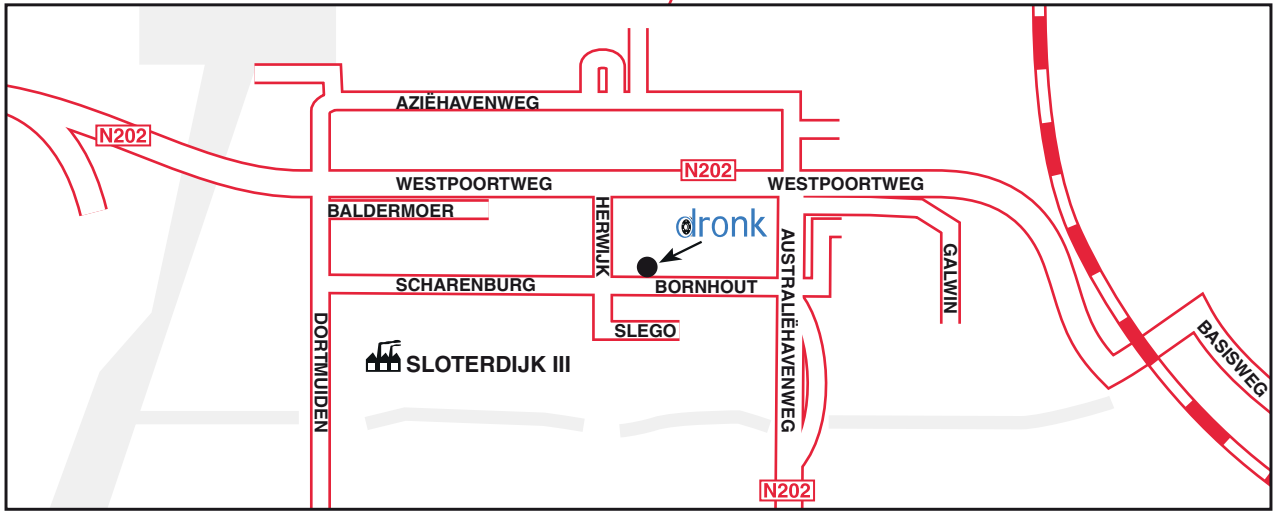 AZIËHAVENWEG
N202
N202
WESTPOORTWEG
WESTPOORTWEG
BALDERMOER
HERWIJK
dronk
AUSTRALIËHAVENWEG
GALWIN
SCHARENBURG
BORNHOUT
DORTMUIDEN
SLEGO
BASISWEG
SLOTERDIJK III
N202